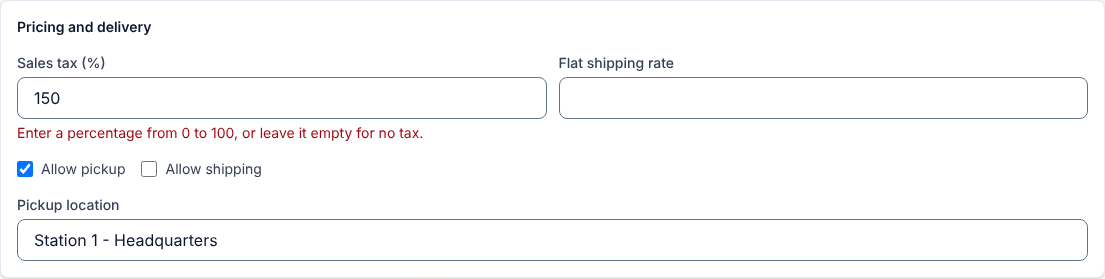 Pricing and delivery
Sales tax (%)
Flat shipping rate
150
Enter a percentage from 0 to 100, or leave it empty for no tax.
Allow pickup
Allow shipping
Pickup location
Station 1 - Headquarters